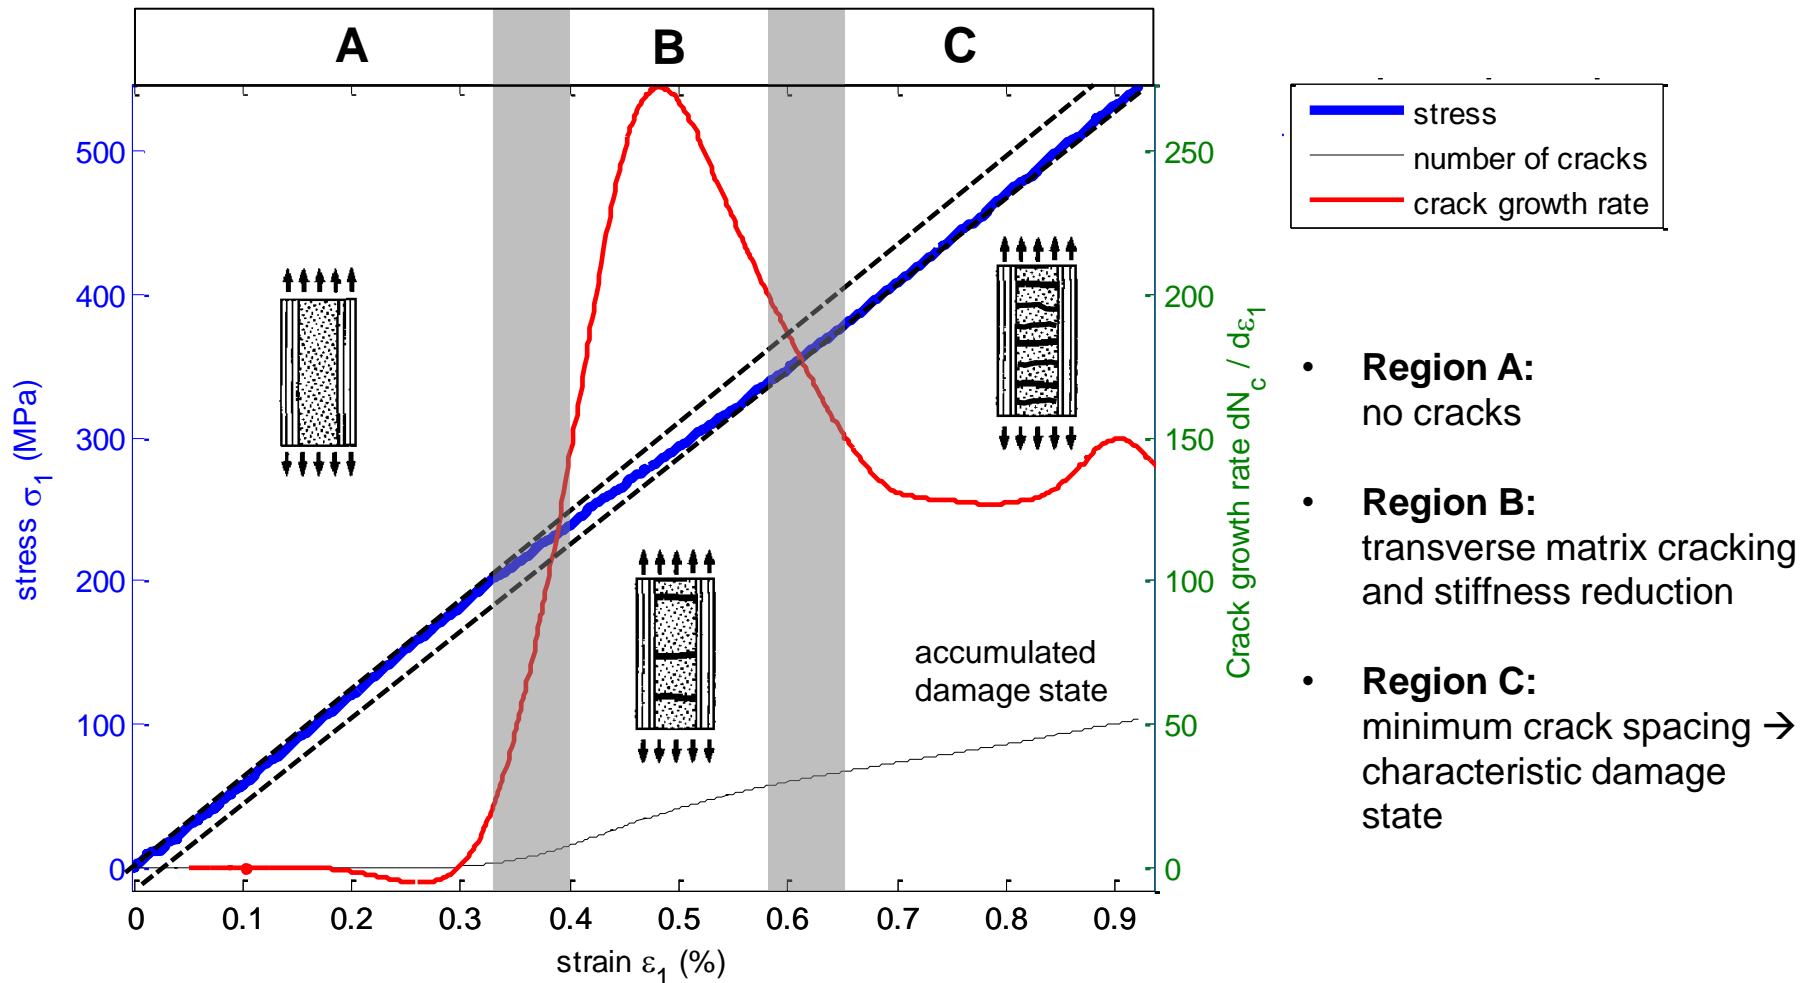 A B C
500
400
300
200
100
0
stress σ1 (MPa)
0 0.1 0.2 0.3 0.4 0.5 0.6 0.7 0.8 0.9
strain ε1 (%)
250
200
150
100
50
0
Crack growth rate dNc / dε1
accumulated
damage state
stress
number of cracks
crack growth rate
• Region A:
no cracks
• Region B:
transverse matrix cracking
and stiffness reduction
• Region C:
minimum crack spacing →
characteristic damage
state